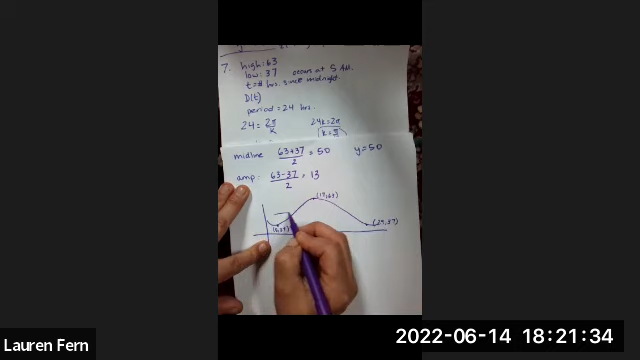 7. high: 63
low: 37 occurs at 5 AM.
t = # hrs. since midnight.
D(t)
period = 24 hrs.
24 = 2π/k 24k = 2π
midline 63+37/2 = 50 y = 50
amp: 63-37/2 = 13
(17,63)
(5,37) (29,37)
Lauren Fern
2022-06-14 18:21:34